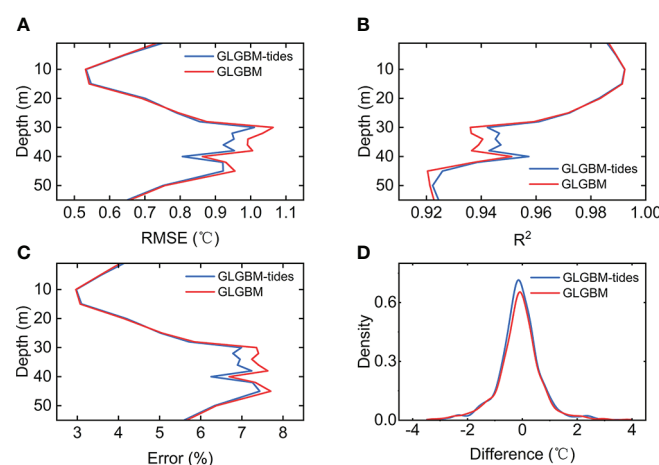 A
GLGBM-tides
GLGBM
Depth (m)
10
20
30
40
50
0.5 0.6 0.7 0.8 0.9 1.0 1.1
RMSE (℃)
B
Depth (m)
10
20
30
40
50
GLGBM-tides
GLGBM
0.92 0.94 0.96 0.98 1.00
R²
C
GLGBM-tides
GLGBM
Depth (m)
10
20
30
40
50
3 4 5 6 7 8
Error (%)
D
GLGBM-tides
GLGBM
Density
0.6
0.3
0.0
-4 -2 0 2 4
Difference (℃)